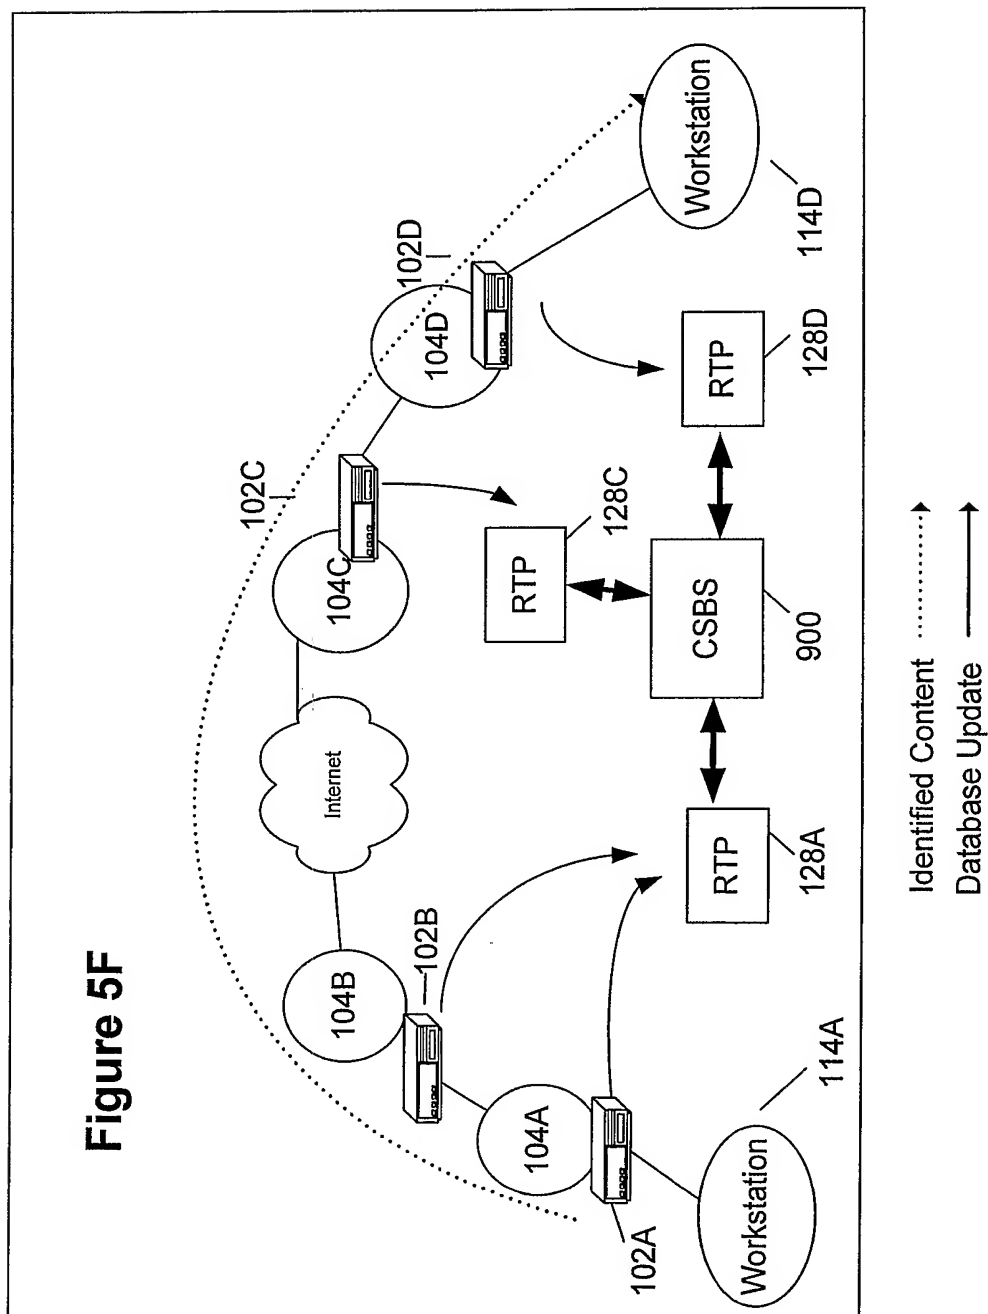 Figure 5F
102C
102D
104B
Internet
104C
104D
102B
104A
102A
RTP
128C
Workstation
114D
Workstation
114A
RTP
128A
CSBS
900
RTP
128D
Identified Content
Database Update